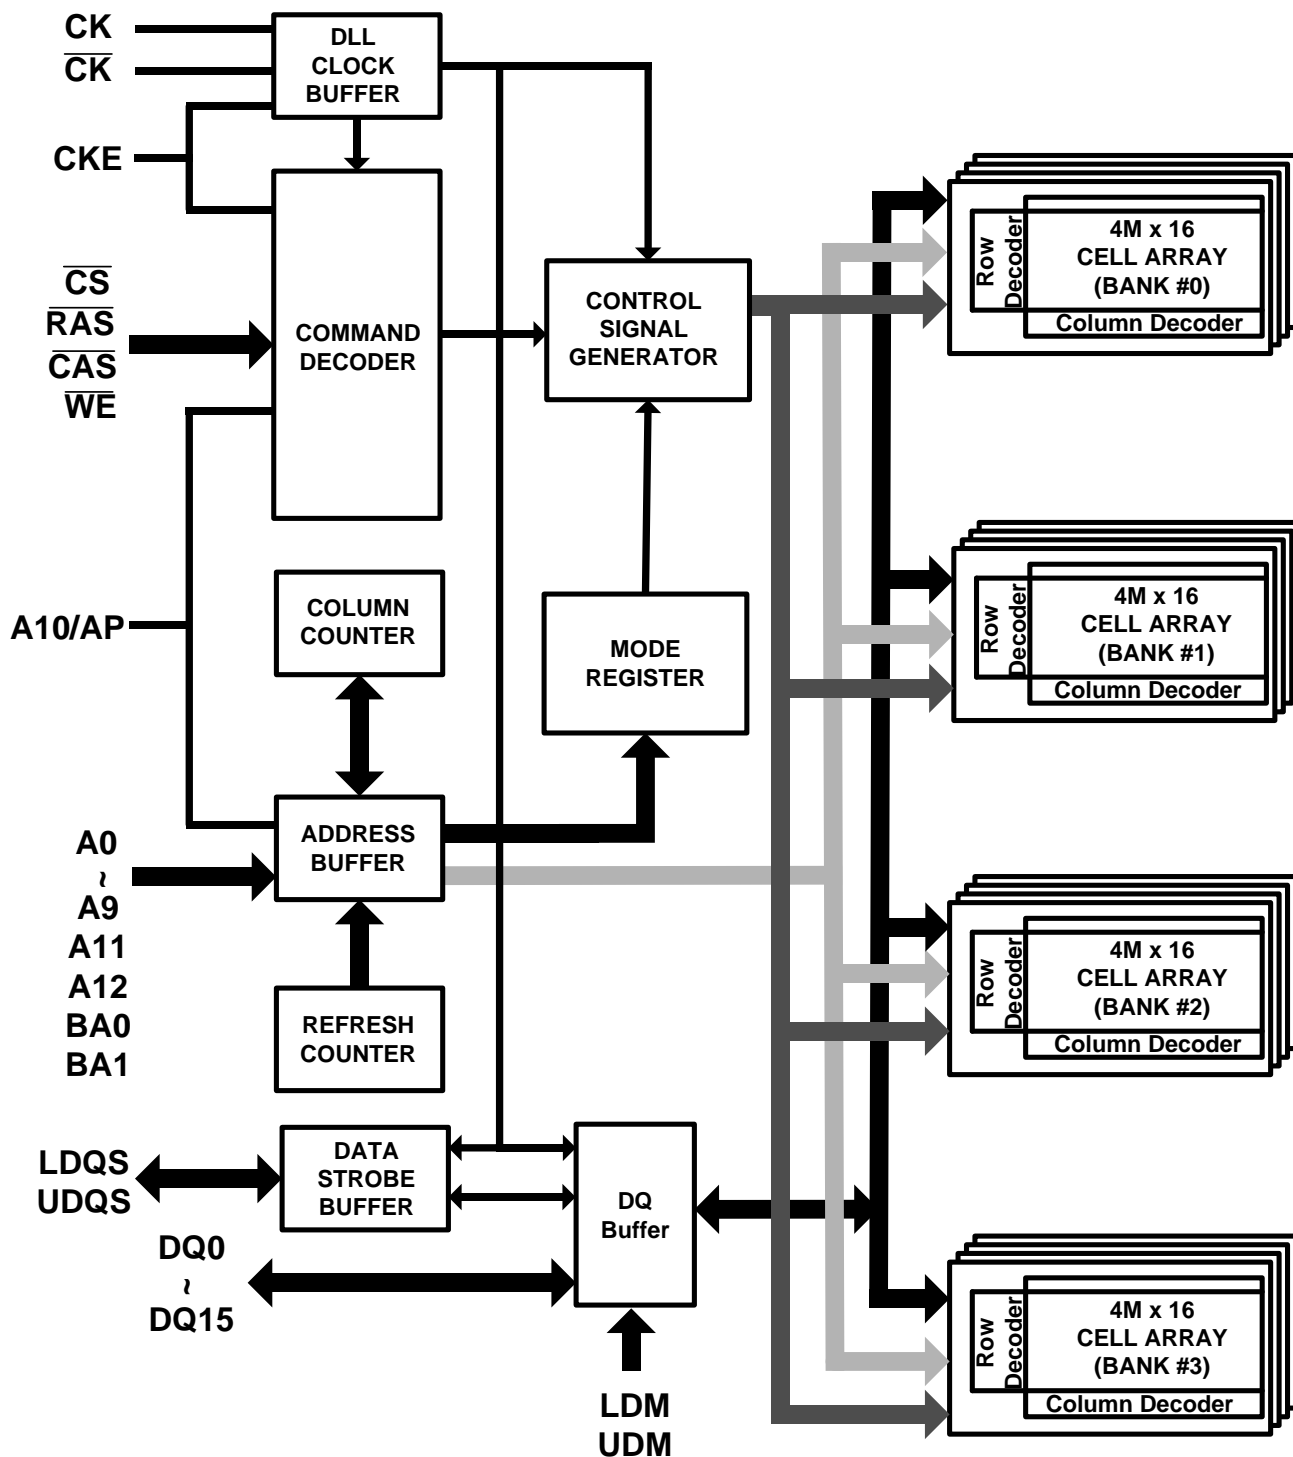 CK
CK
CKE
CS
RAS
CAS
WE
A10/AP
A0
~
A9
A11
A12
BA0
BA1
LDQS
UDQS
DQ0
~
DQ15
DLL
CLOCK
BUFFER
COMMAND
DECODER
COLUMN
COUNTER
ADDRESS
BUFFER
REFRESH
COUNTER
DATA
STROBE
BUFFER
CONTROL
SIGNAL
GENERATOR
MODE
REGISTER
DQ
Buffer
LDM
UDM
Row
Decoder
4M x 16
CELL ARRAY
(BANK #0)
Column Decoder
Row
Decoder
4M x 16
CELL ARRAY
(BANK #1)
Column Decoder
Row
Decoder
4M x 16
CELL ARRAY
(BANK #2)
Column Decoder
Row
Decoder
4M x 16
CELL ARRAY
(BANK #3)
Column Decoder